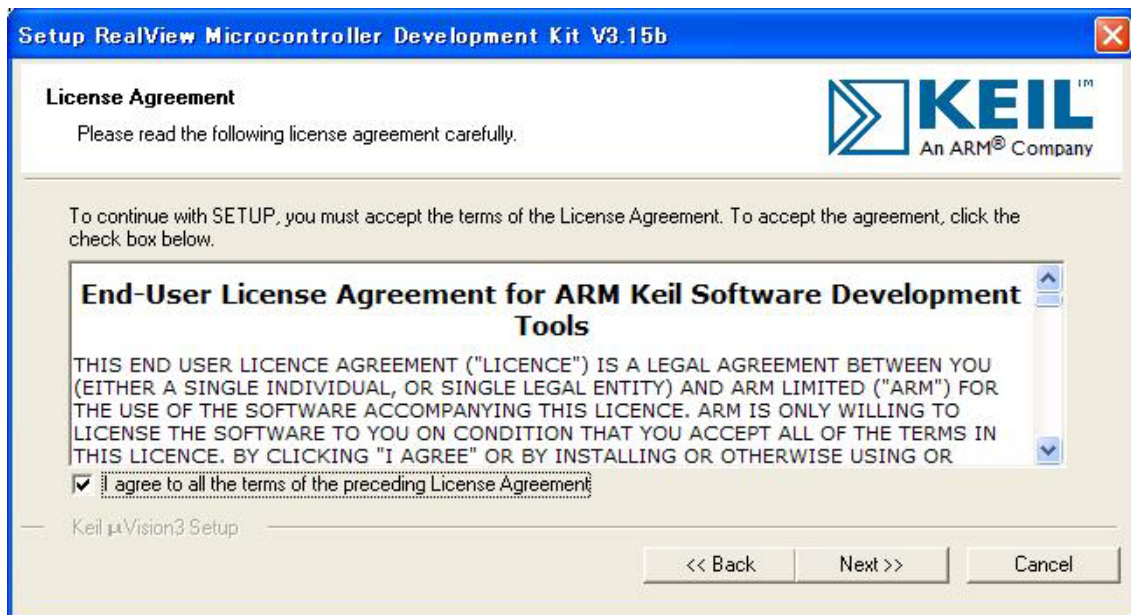 Setup RealView Microcontroller Development Kit V3.15b
License Agreement
Please read the following license agreement carefully.
KEIL™
An ARM® Company
To continue with SETUP, you must accept the terms of the License Agreement. To accept the agreement, click the
check box below.
End-User License Agreement for ARM Keil Software Development
Tools
THIS END USER LICENCE AGREEMENT ("LICENCE") IS A LEGAL AGREEMENT BETWEEN YOU
(EITHER A SINGLE INDIVIDUAL, OR SINGLE LEGAL ENTITY) AND ARM LIMITED ("ARM") FOR
THE USE OF THE SOFTWARE ACCOMPANYING THIS LICENCE. ARM IS ONLY WILLING TO
LICENSE THE SOFTWARE TO YOU ON CONDITION THAT YOU ACCEPT ALL OF THE TERMS IN
THIS LICENCE. BY CLICKING "I AGREE" OR BY INSTALLING OR OTHERWISE USING OR
I agree to all the terms of the preceding License Agreement
Keil µVision3 Setup
<< Back
Next >>
Cancel